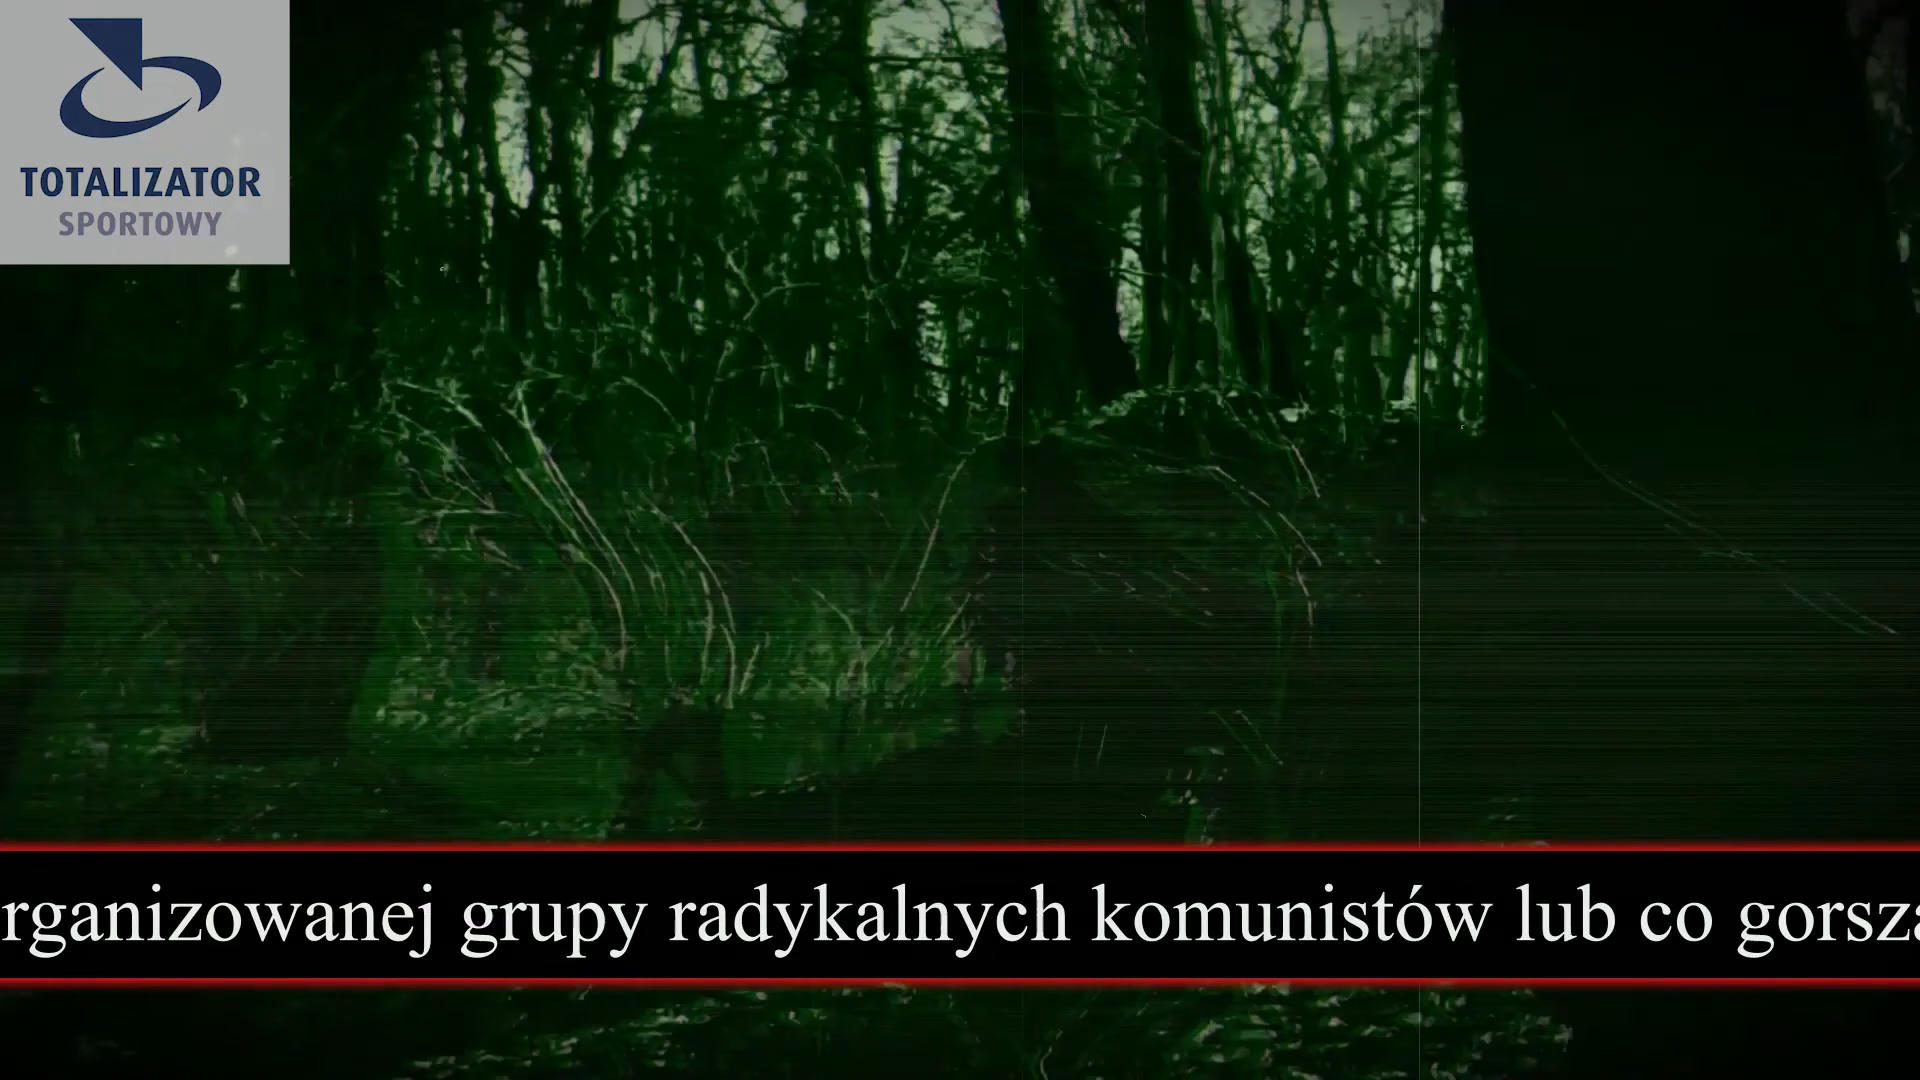 TOTALIZATOR
SPORTOWY
rganizowanej grupy radykalnych komunistów lub co gorsza